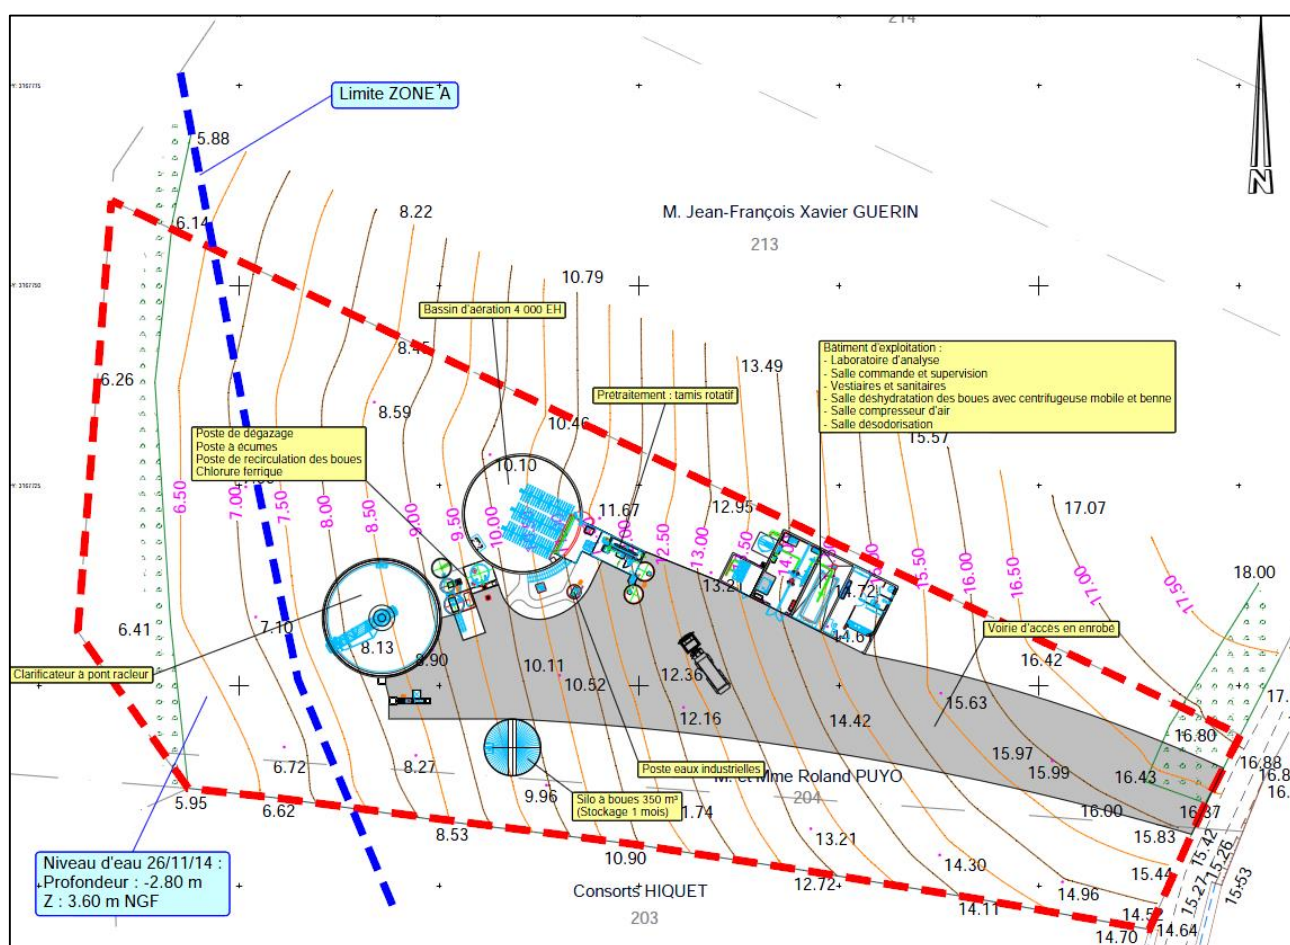 214
Y: 3167775
Limite ZONE A
5.88
N
M. Jean-François Xavier GUERIN
213
8.22
6.14
10.79
Y: 3167750
Bassin d'aération 4 000 EH
8.45
13.49
Bâtiment d'exploitation :
- Laboratoire d'analyse
- Salle commande et supervision
- Vestiaires et sanitaires
- Salle déshydratation des boues avec centrifugeuse mobile et benne
- Salle compresseur d'air
- Salle désodorisation
6.26
Prétraitement : tamis rotatif
8.59
10.46
15.57
Poste de dégazage
Poste à écumes
Poste de recirculation des boues
Chlorure ferrique
10.10
Y: 3167725
6.50
7.00
7.50
8.00
8.50
9.00
9.50
10.00
11.67
12.50
12.95
13.00
17.07
15.50
16.00
16.50
17.00
17.50
18.00
13.2
14.72
14.6
7.10
6.41
Voirie d'accès en enrobé
8.13
8.90
Clarificateur à pont racleur
10.11
10.52
12.36
16.42
15.63
12.16
14.42
16.80
15.97
15.99
16.43
16.88
6.72
8.27
Poste eaux industrielles
M. et Mme Roland PUYO
204
5.95
6.62
9.96
Silo à boues 350 m³
(Stockage 1 mois)
1.74
16.00
16.37
8.53
13.21
15.83
15.42
15.26
10.90
14.30
15.44
15.27
15.53
Niveau d'eau 26/11/14 :
Profondeur : -2.80 m
Z : 3.60 m NGF
12.72
14.96
Consorts HIQUET
203
14.11
14.52
14.70
14.64